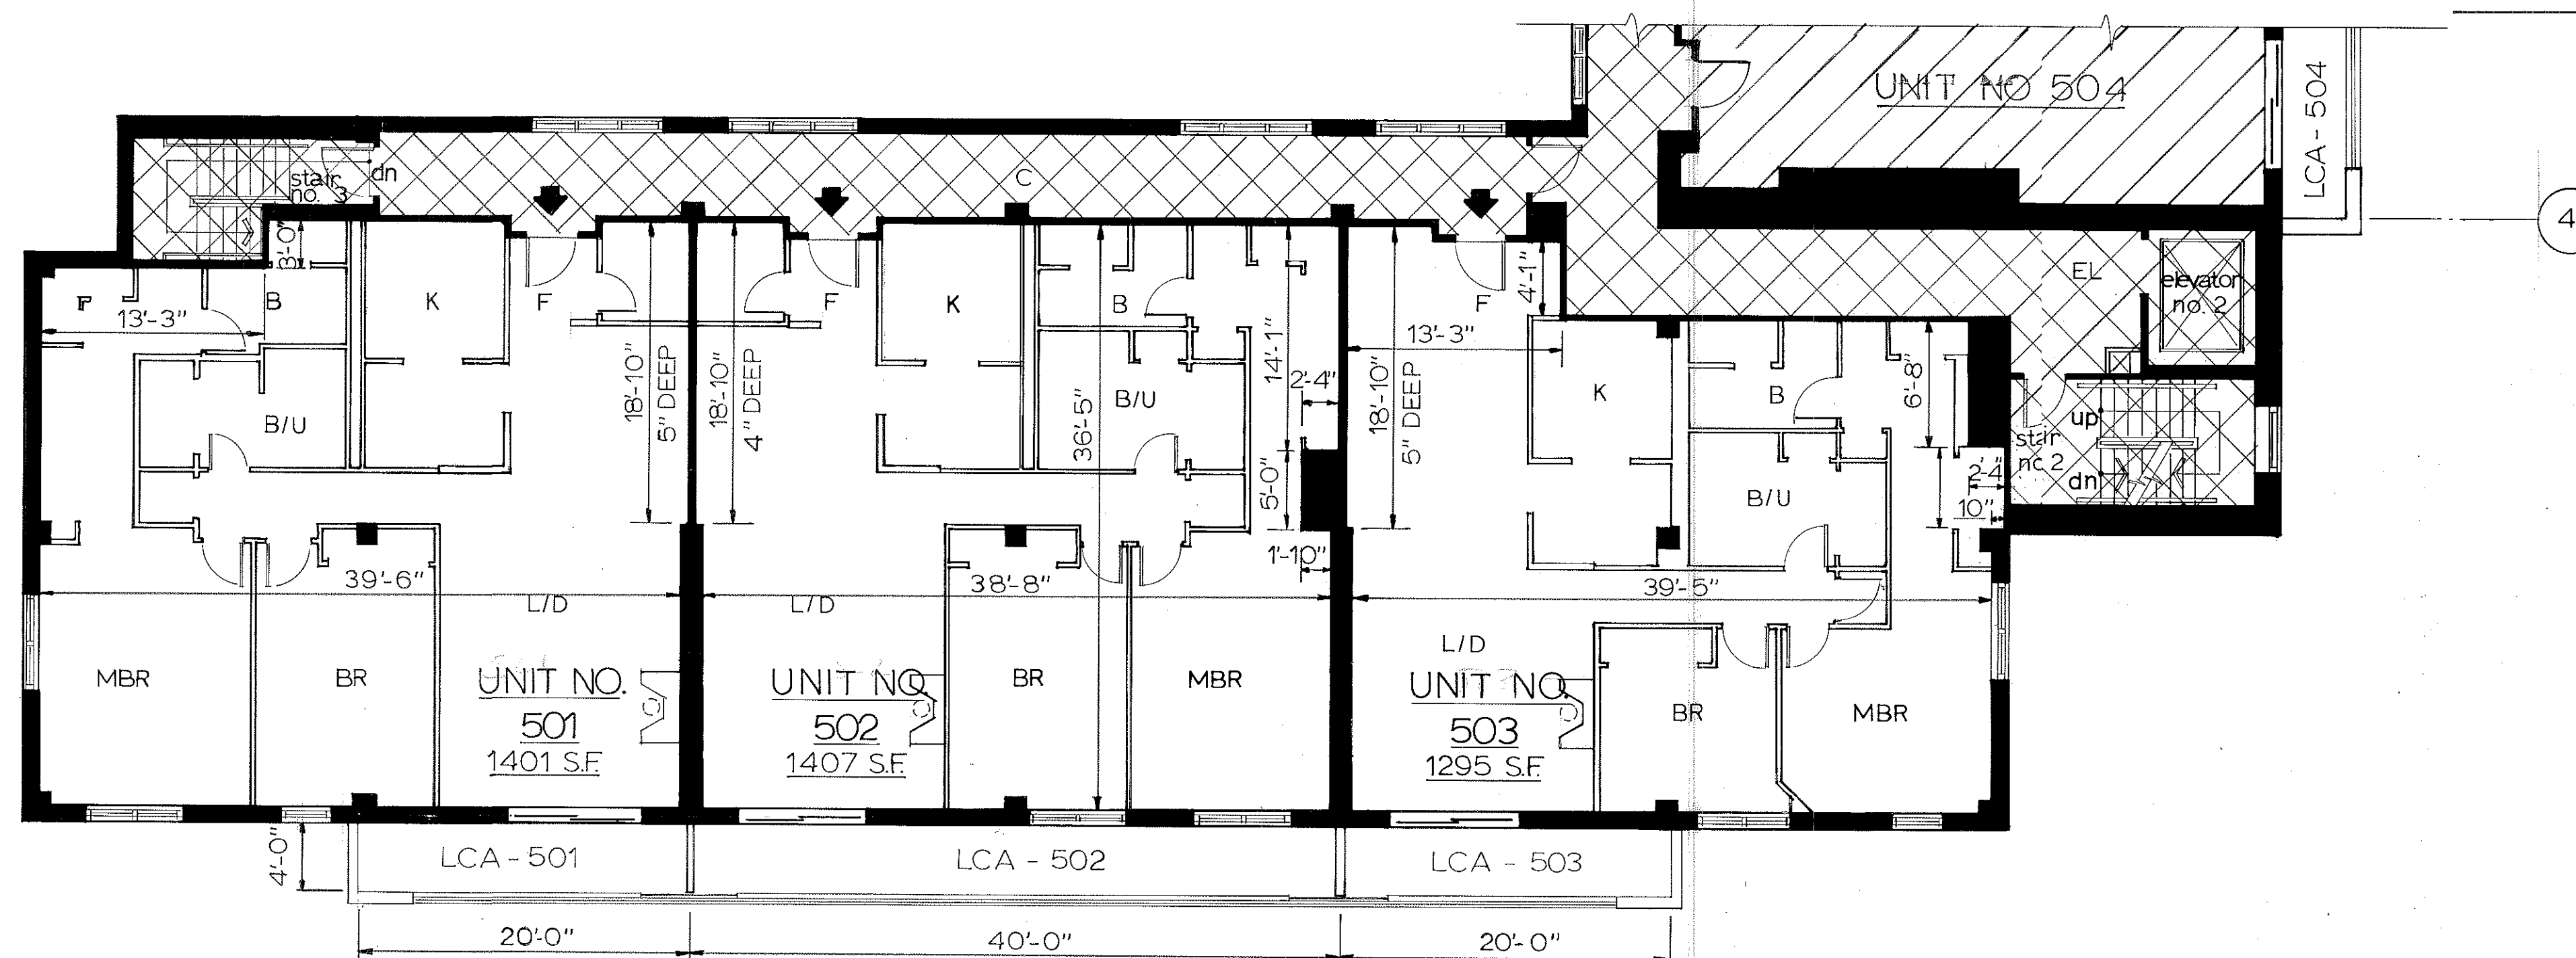 UNIT NO 504
LCA-504
4
stair
no. 3
dn
C
EL
elevator
no. 2
3'-0"
13'-3"
B
K
F
18'-10"
5" DEEP
18'-10"
4" DEEP
F
K
B
14'-1"
2'-4"
36'-5"
5'-0"
1'-10"
18'-10"
5" DEEP
F
4'-1"
13'-3"
K
B
6'-8"
2'-4"
10"
up
stair
no 2
dn
B/U
B/U
B/U
39'-6"
L/D
L/D
38'-8"
39'-5"
L/D
MBR
BR
UNIT NO.
501
1401 S.F.
UNIT NO.
502
1407 S.F.
BR
MBR
UNIT NO.
503
1295 S.F.
BR
MBR
4'-0"
LCA - 501
LCA - 502
LCA - 503
20'-0"
40'-0"
20'-0"